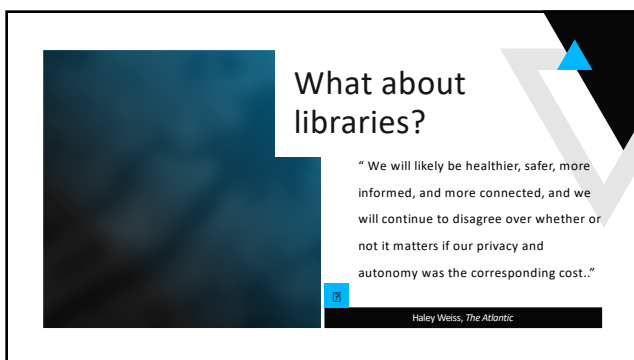 What about
libraries?
“ We will likely be healthier, safer, more
informed, and more connected, and we
will continue to disagree over whether or
not it matters if our privacy and
autonomy was the corresponding cost..”
Haley Weiss, The Atlantic